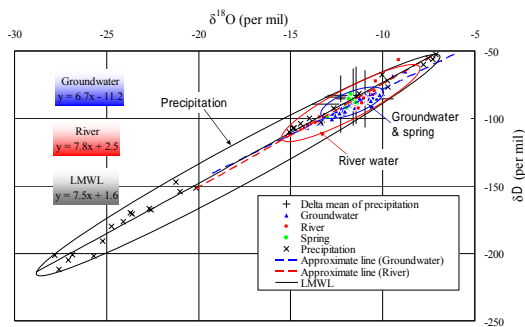 δ¹⁸O (per mil)
-30
-25
-20
-15
-10
-5
-50
-100
-150
-200
-250
δD (per mil)
Groundwater
y = 6.7x - 11.2
River
y = 7.8x + 2.5
LMWL
y = 7.5x + 1.6
Precipitation
Groundwater
& spring
River water
Delta mean of precipitation
Groundwater
River
Spring
Precipitation
Approximate line (Groundwater)
Approximate line (River)
LMWL